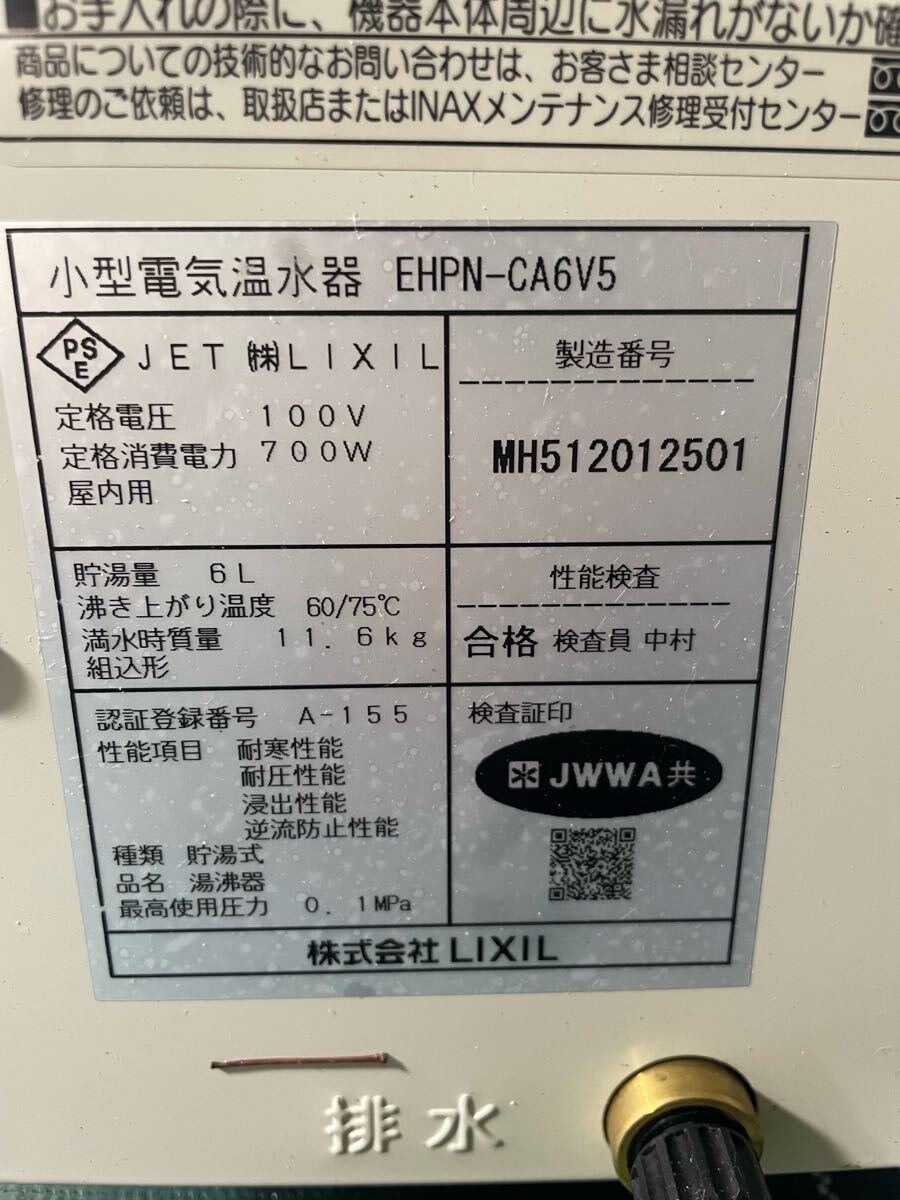 ■お手入れの際に、機器本体周辺に水漏れがないか確
商品についての技術的なお問い合わせは、お客さま相談センター
修理のご依頼は、取扱店またはINAXメンテナンス修理受付センター
小型電気温水器 EHPN-CA6V5
PSE JET ㈱LIXIL
定格電圧 100V
定格消費電力 700W
屋内用
製造番号
MH512012501
貯湯量 6L
沸き上がり温度 60/75℃
満水時質量 11.6kg
組込形
性能検査
合格 検査員 中村
認証登録番号 A-155
性能項目 耐寒性能
耐圧性能
浸出性能
逆流防止性能
種類 貯湯式
品名 湯沸器
最高使用圧力 0.1MPa
検査証印
JWWA共
株式会社LIXIL
排水